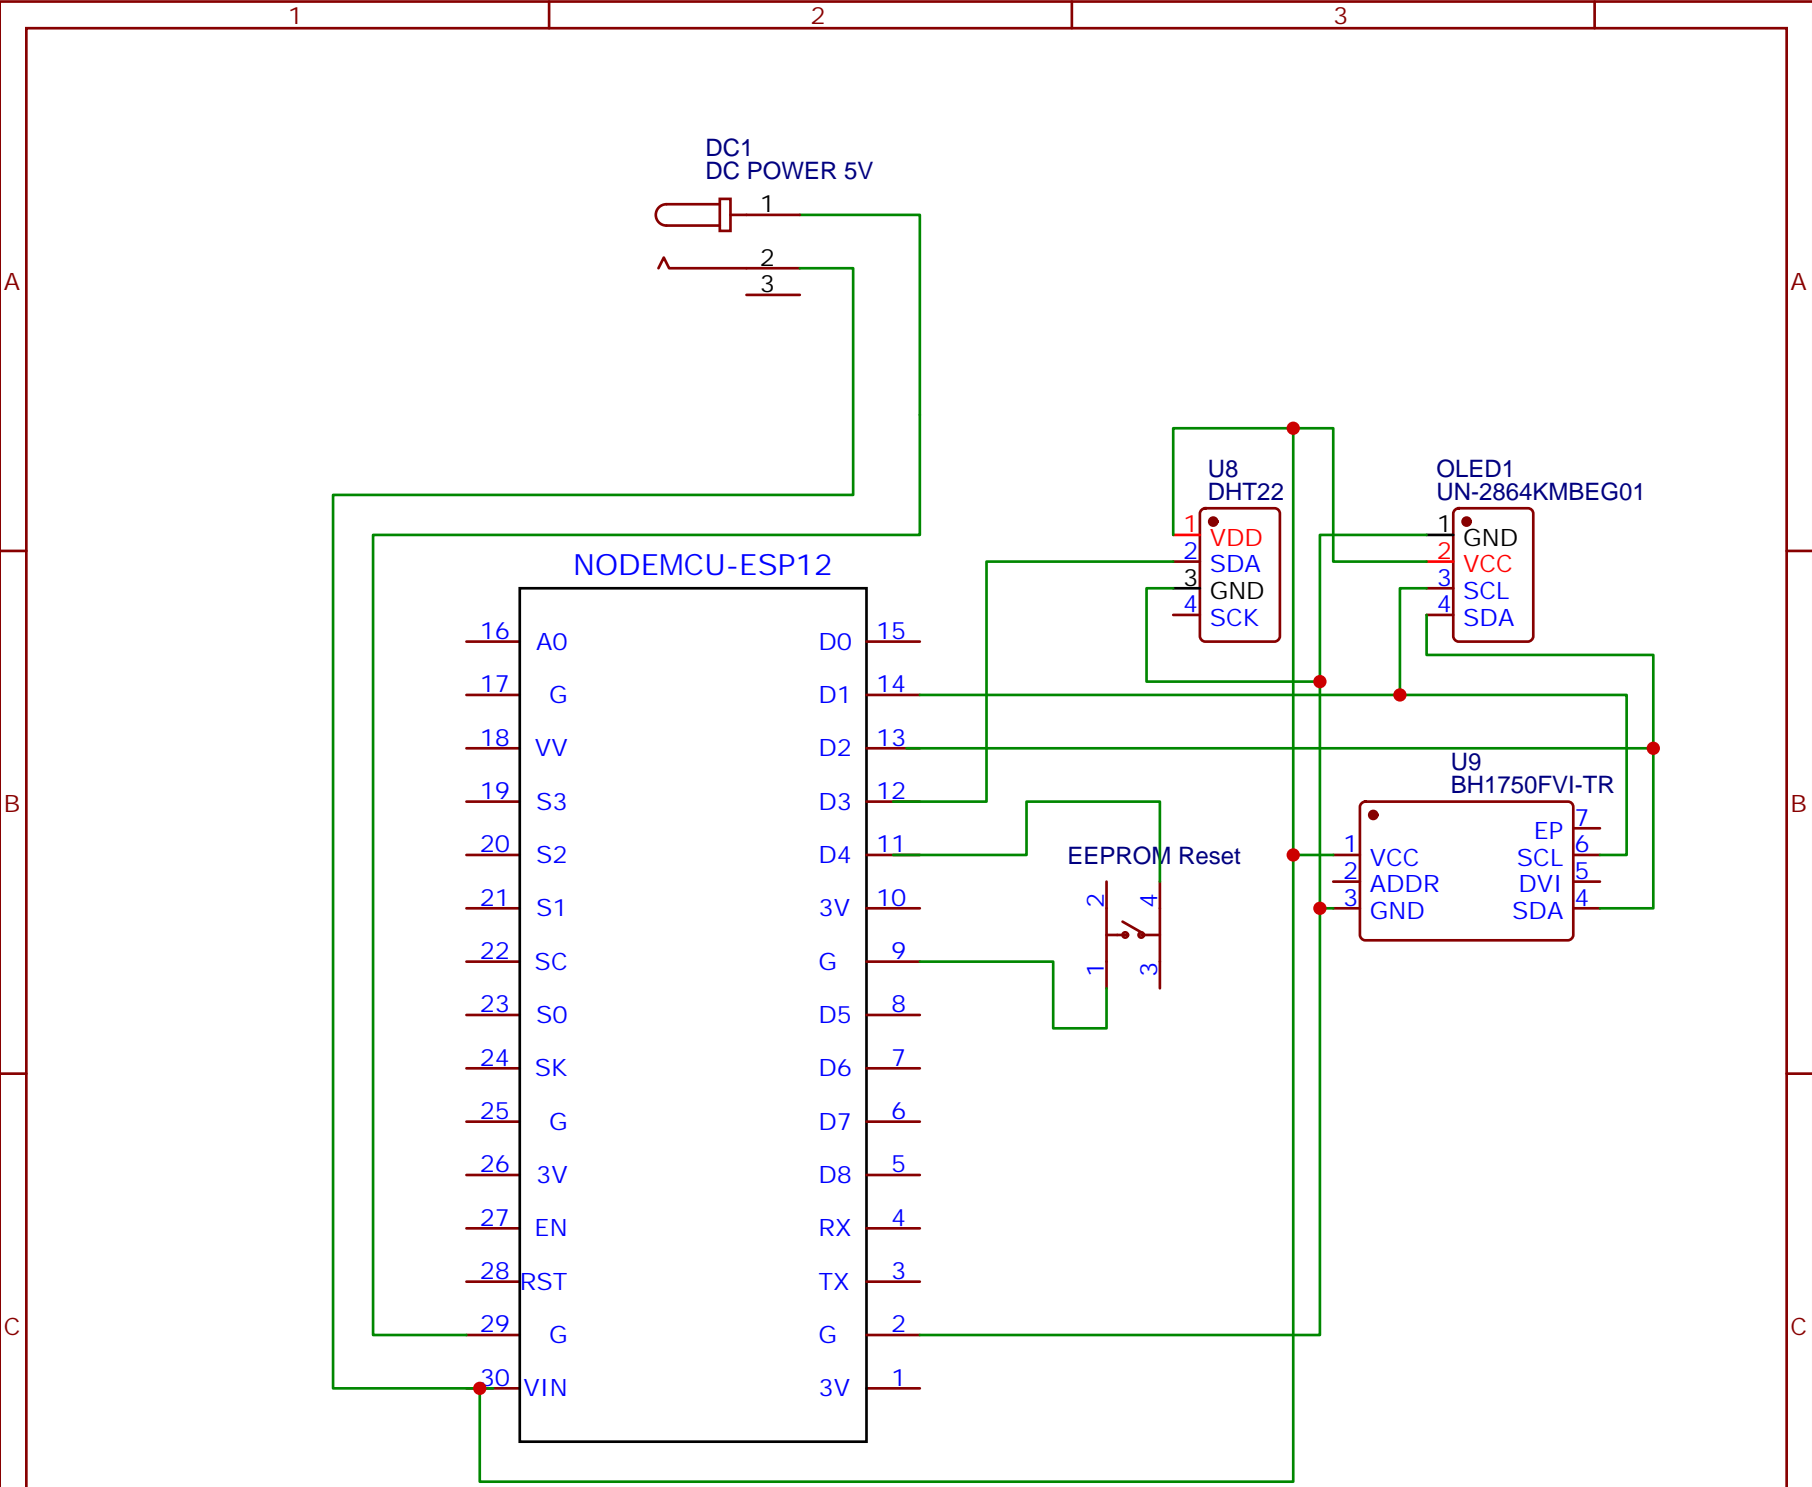 1 2 3
DC1
DC POWER 5V
1
2
3
A A
U8
DHT22
1 VDD
2 SDA
3 GND
4 SCK
OLED1
UN-2864KMBEG01
1 GND
2 VCC
3 SCL
4 SDA
NODEMCU-ESP12
16 A0 D0 15
17 G D1 14
18 VV D2 13
19 S3 D3 12
20 S2 D4 11
21 S1 3V 10
22 SC G 9
23 S0 D5 8
24 SK D6 7
25 G D7 6
26 3V D8 5
27 EN RX 4
28 RST TX 3
29 G G 2
30 VIN 3V 1
B B
U9
BH1750FVI-TR
EP 7
1 VCC SCL 6
2 ADDR DVI 5
3 GND SDA 4
EEPROM Reset
2 4
1 3
C C